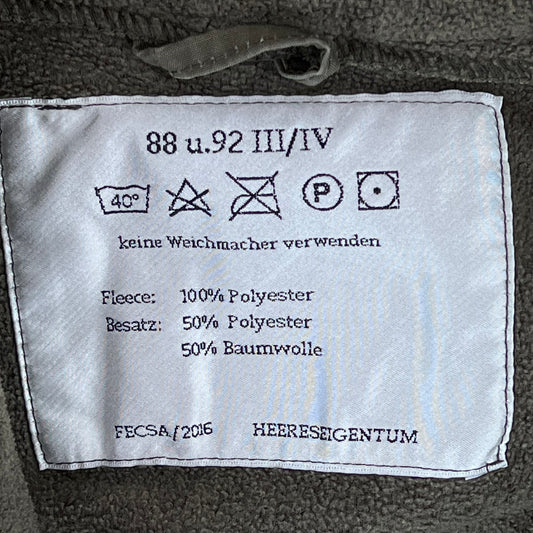 88 u.92 III/IV
40° P
keine Weichmacher verwenden
Fleece: 100% Polyester
Besatz: 50% Polyester
50% Baumwolle
FECSA/2016 HEERESEIGENTUM